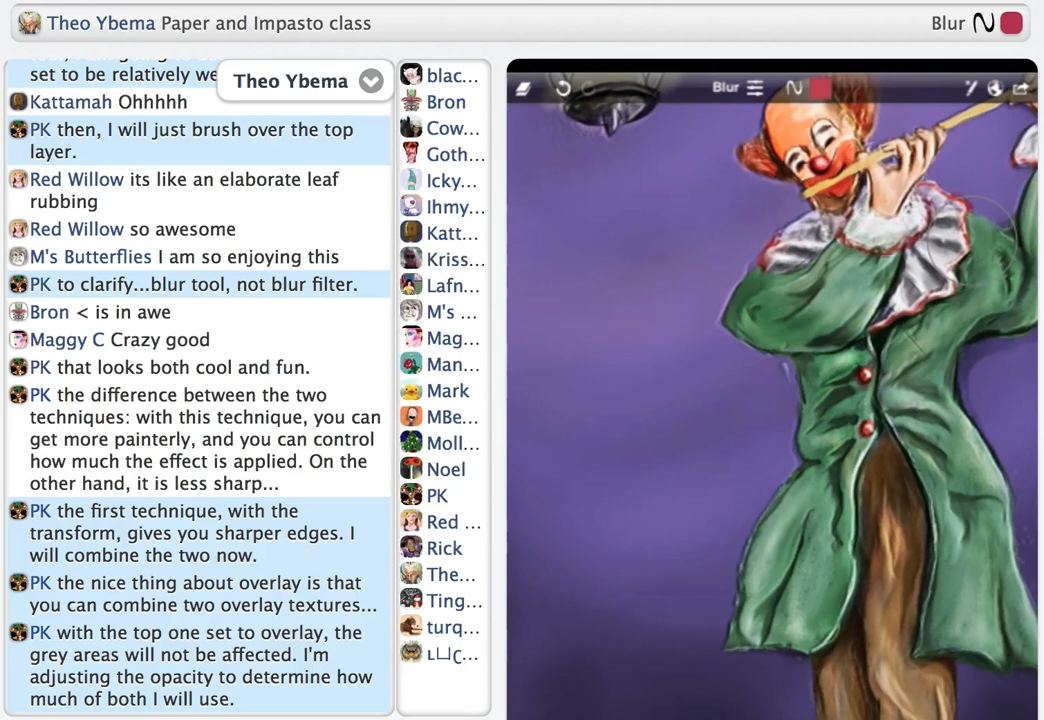 Theo Ybema Paper and Impasto class
Blur
set to be relatively we
Theo Ybema
Kattamah Ohhhhh
PK then, I will just brush over the top
layer.
Red Willow its like an elaborate leaf
rubbing
Red Willow so awesome
M's Butterflies I am so enjoying this
PK to clarify...blur tool, not blur filter.
Bron < is in awe
Maggy C Crazy good
PK that looks both cool and fun.
PK the difference between the two
techniques: with this technique, you can
get more painterly, and you can control
how much the effect is applied. On the
other hand, it is less sharp...
PK the first technique, with the
transform, gives you sharper edges. I
will combine the two now.
PK the nice thing about overlay is that
you can combine two overlay textures...
PK with the top one set to overlay, the
grey areas will not be affected. I'm
adjusting the opacity to determine how
much of both I will use.
blac...
Bron
Cow...
Goth...
Icky...
Ihmy...
Katt...
Kriss...
Lafn...
M's ...
Mag...
Man...
Mark
MBe...
Moll...
Noel
PK
Red ...
Rick
The...
Ting...
turq...
Blur